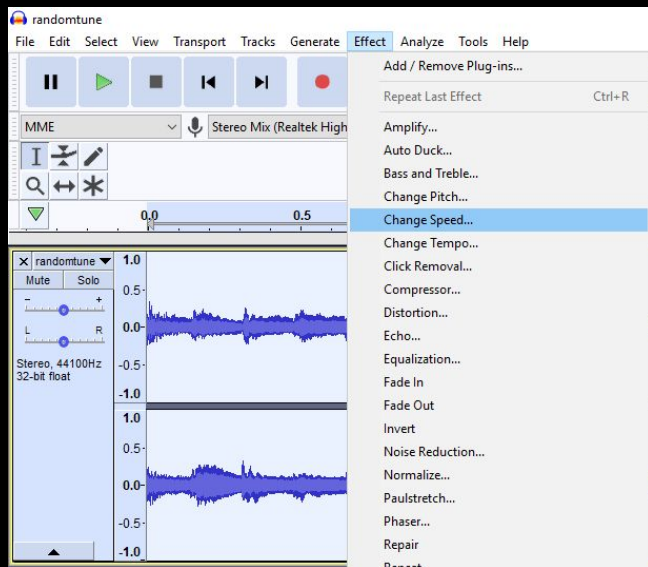 randomtune
File Edit Select View Transport Tracks Generate Effect Analyze Tools Help
Add / Remove Plug-ins...
Repeat Last Effect Ctrl+R
MME
Stereo Mix (Realtek High
Amplify...
Auto Duck...
Bass and Treble...
Change Pitch...
0.0 0.5
Change Speed...
Change Tempo...
Click Removal...
Compressor...
Distortion...
Echo...
Equalization...
Fade In
Fade Out
Invert
Noise Reduction...
Normalize...
Paulstretch...
Phaser...
Repair
Repeat
randomtune
Mute Solo
- +
L R
Stereo, 44100Hz
32-bit float
1.0
0.5-
0.0-
-0.5-
-1.0
1.0
0.5-
0.0-
-0.5-
-1.0